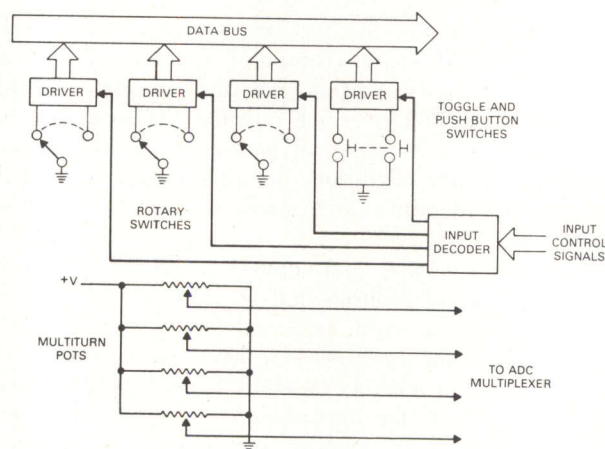 DATA BUS
DRIVER
DRIVER
DRIVER
DRIVER
TOGGLE AND
PUSH BUTTON
SWITCHES
ROTARY
SWITCHES
INPUT
DECODER
INPUT
CONTROL
SIGNALS
+V
MULTITURN
POTS
TO ADC
MULTIPLEXER